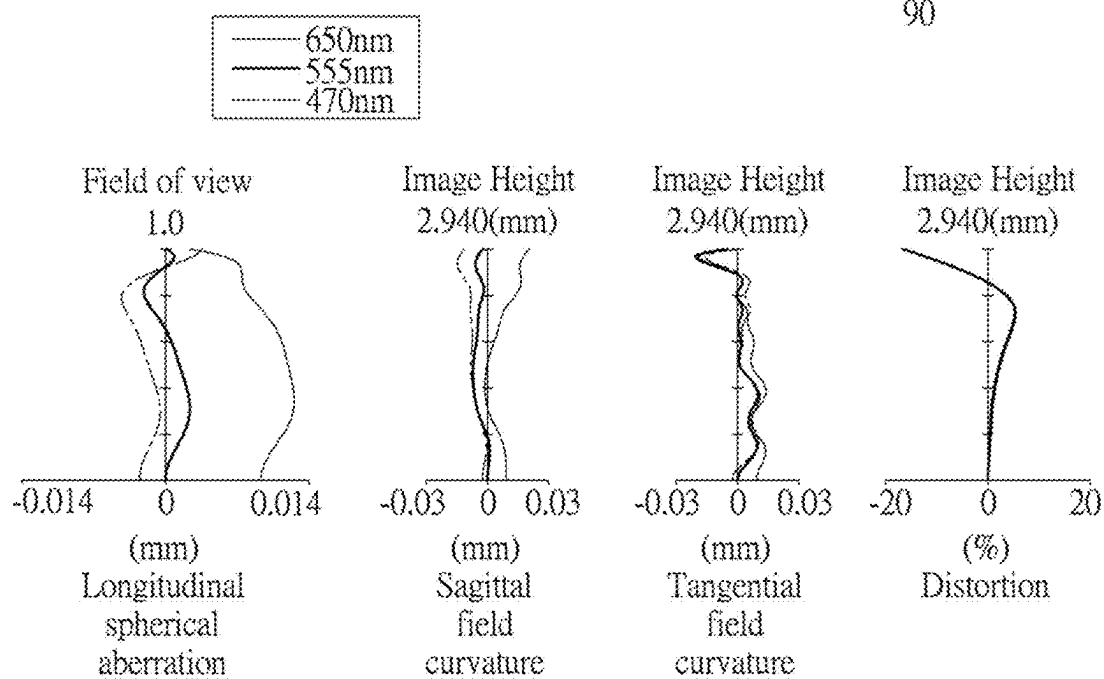 90
650nm
555nm
470nm
Field of view
1.0
Image Height
2.940(mm)
Image Height
2.940(mm)
Image Height
2.940(mm)
-0.014 0 0.014
(mm)
Longitudinal
spherical
aberration
-0.03 0 0.03
(mm)
Sagittal
field
curvature
-0.03 0 0.03
(mm)
Tangential
field
curvature
-20 0 20
(%)
Distortion